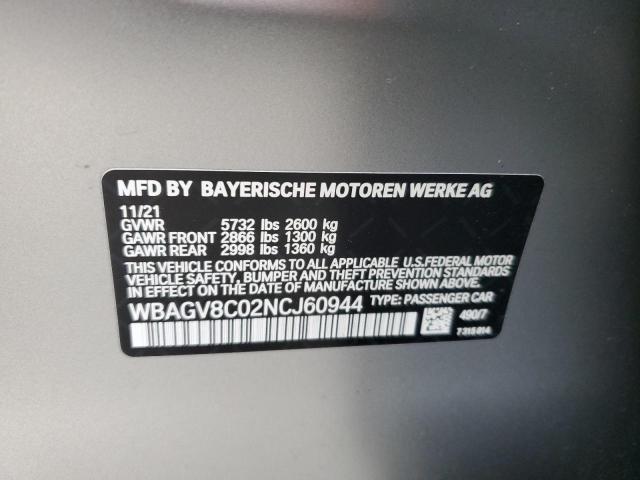 MFD BY BAYERISCHE MOTOREN WERKE AG
11/21
GVWR 5732 lbs 2600 kg
GAWR FRONT 2866 lbs 1300 kg
GAWR REAR 2998 lbs 1360 kg
THIS VEHICLE CONFORMS TO ALL APPLICABLE U.S.FEDERAL MOTOR
VEHICLE SAFETY, BUMPER AND THEFT PREVENTION STANDARDS
IN EFFECT ON THE DATE OF MANUFACTURE SHOWN ABOVE.
WBAGV8C02NCJ60944 TYPE: PASSENGER CAR
490/7
7 315 014